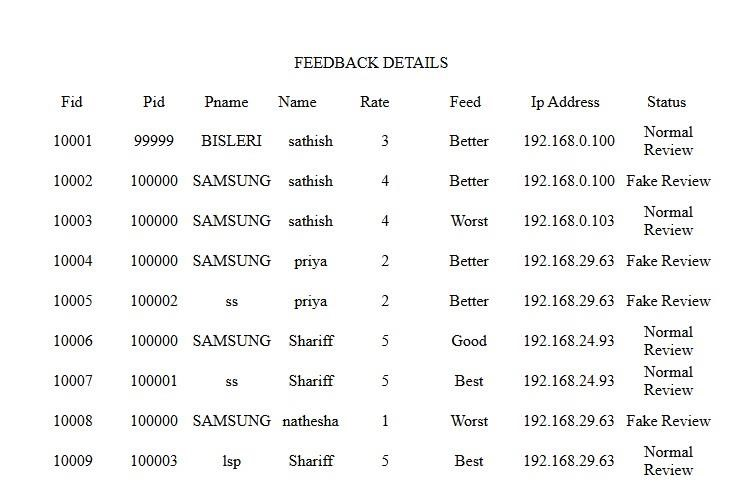 FEEDBACK DETAILS
Fid Pid Pname Name Rate Feed Ip Address Status
10001 99999 BISLERI sathish 3 Better 192.168.0.100 Normal Review
10002 100000 SAMSUNG sathish 4 Better 192.168.0.100 Fake Review
10003 100000 SAMSUNG sathish 4 Worst 192.168.0.103 Normal Review
10004 100000 SAMSUNG priya 2 Better 192.168.29.63 Fake Review
10005 100002 ss priya 2 Better 192.168.29.63 Fake Review
10006 100000 SAMSUNG Shariff 5 Good 192.168.24.93 Normal Review
10007 100001 ss Shariff 5 Best 192.168.24.93 Normal Review
10008 100000 SAMSUNG nathesha 1 Worst 192.168.29.63 Fake Review
10009 100003 lsp Shariff 5 Best 192.168.29.63 Normal Review